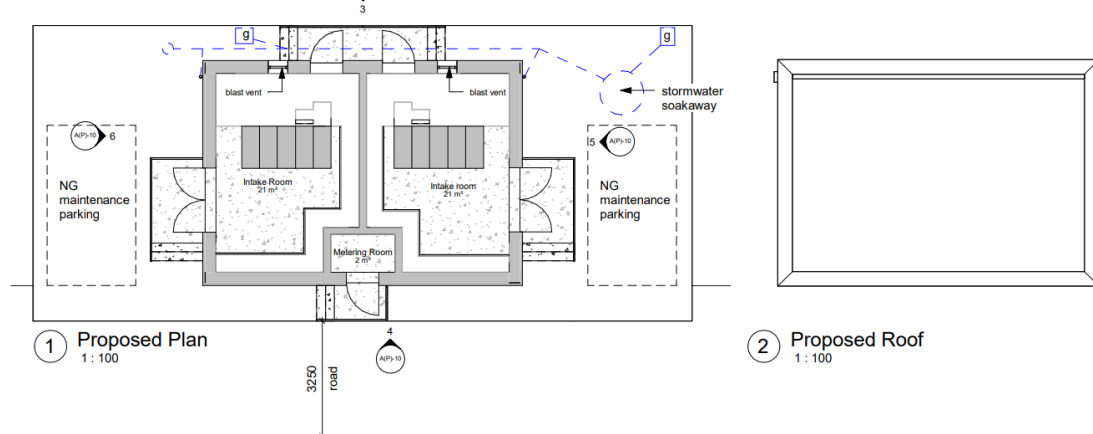 3
g
g
blast vent
blast vent
stormwater
soakaway
A(P)-10
6
5
A(P)-10
NG
maintenance
parking
Intake Room
21 m²
Intake room
21 m²
NG
maintenance
parking
Metering Room
2 m²
1
Proposed Plan
1 : 100
4
A(P)-10
3250
road
2
Proposed Roof
1 : 100